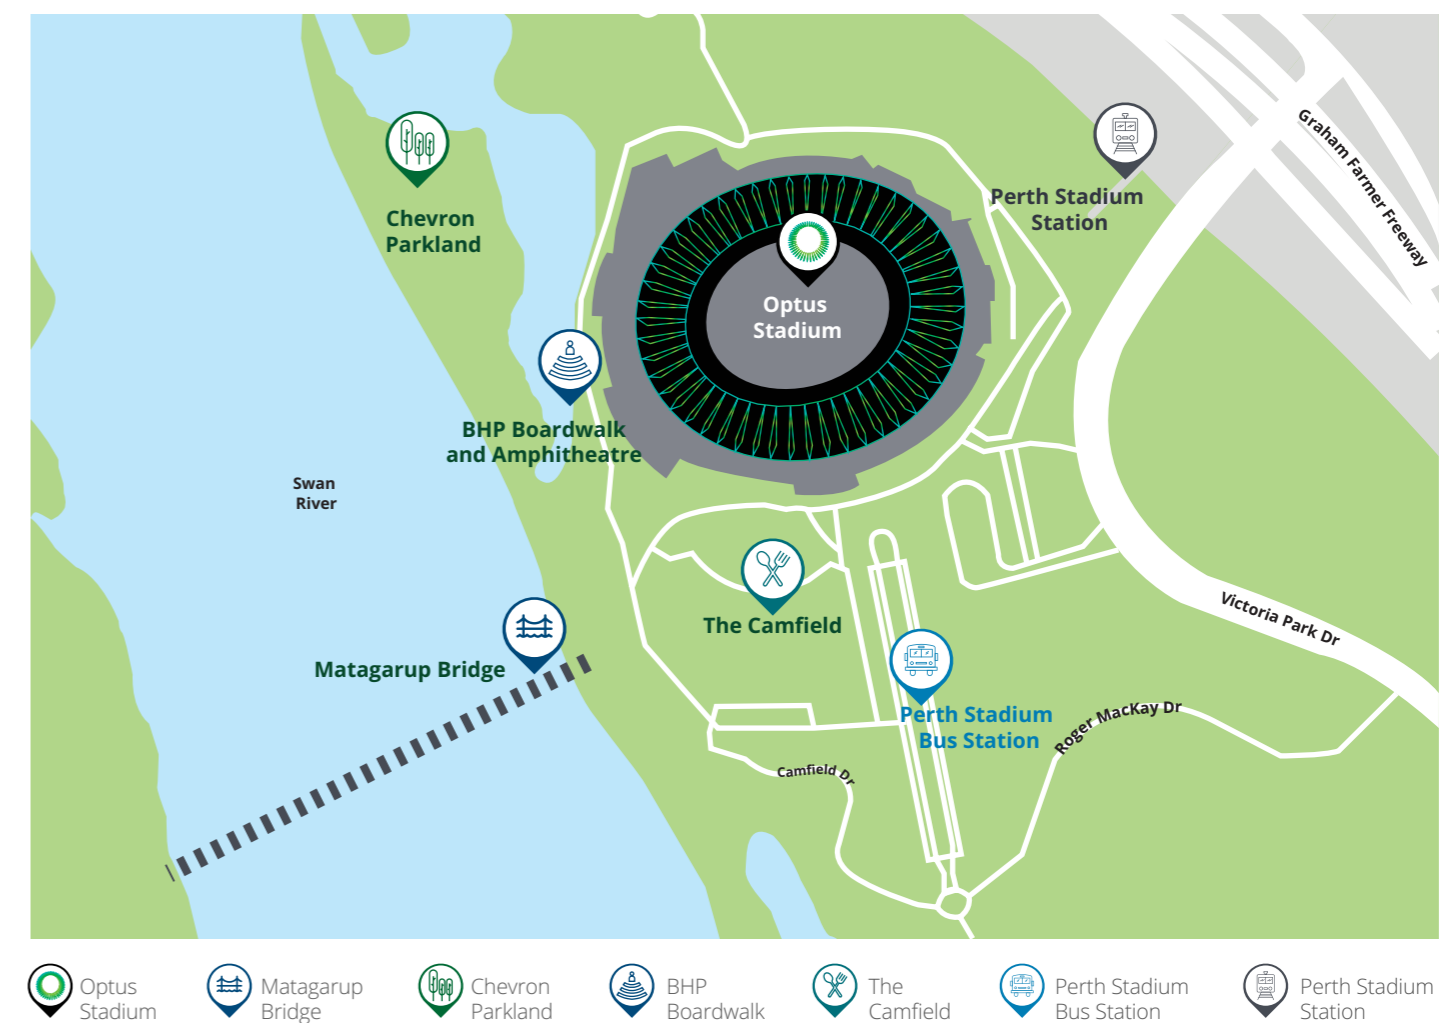 Graham Farmer Freeway
Perth Stadium
Station
Chevron
Parkland
Optus
Stadium
BHP Boardwalk
and Amphitheatre
Swan
River
The Camfield
Victoria Park Dr
Matagarup Bridge
Perth Stadium
Bus Station
Roger MacKay Dr
Camfield Dr
Optus
Stadium
Matagarup
Bridge
Chevron
Parkland
BHP
Boardwalk
The
Camfield
Perth Stadium
Bus Station
Perth Stadium
Station